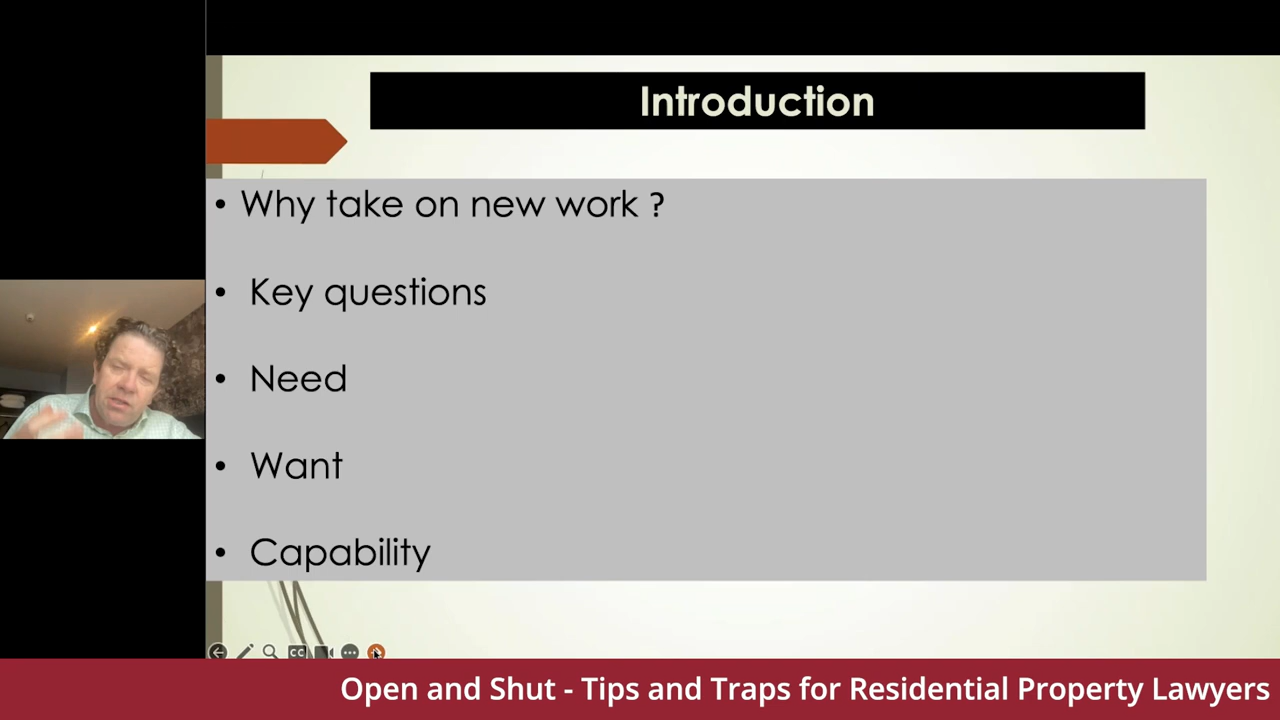 Introduction
• Why take on new work ?
• Key questions
• Need
• Want
• Capability
CC
Open and Shut - Tips and Traps for Residential Property Lawyers